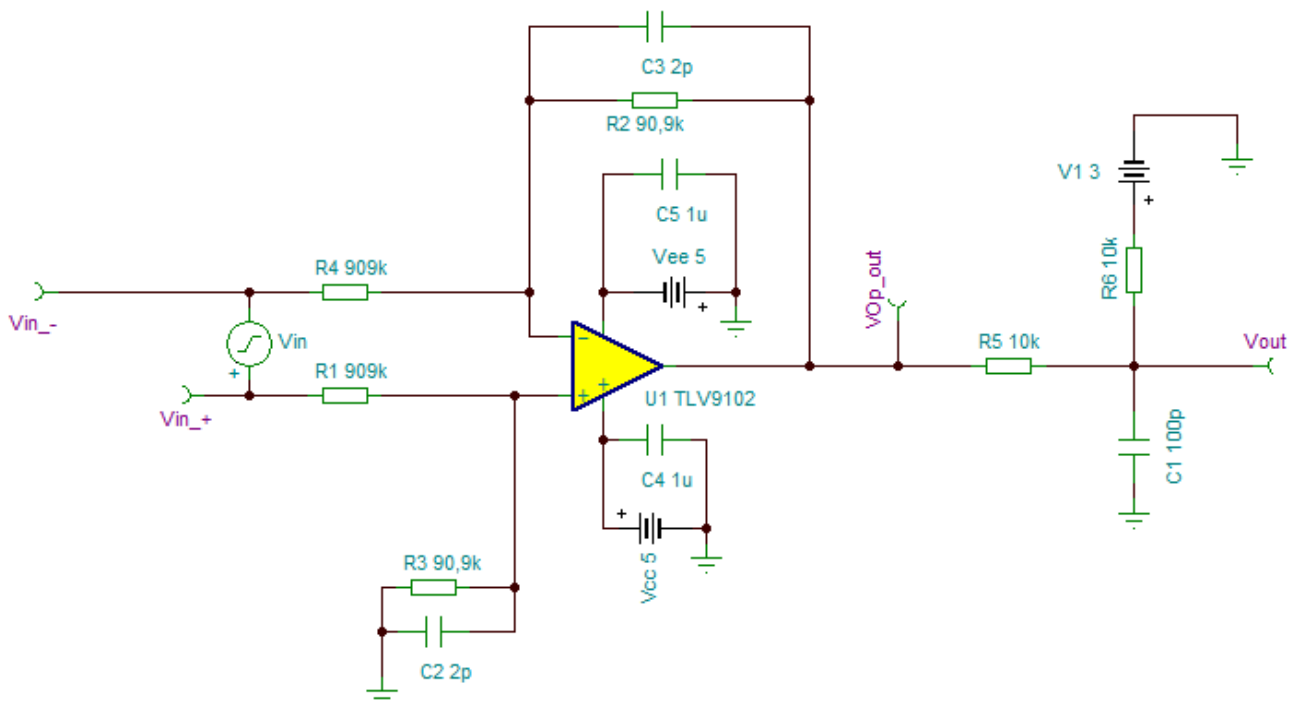 C3 2p
R2 90,9k
V1 3
+
C5 1u
Vee 5
+
R6 10k
VOp_out
R4 909k
Vin_-
Vin
+
R1 909k
Vin_+
-
+
+
U1 TLV9102
R5 10k
Vout
C4 1u
C1 100p
+
Vcc 5
R3 90,9k
C2 2p